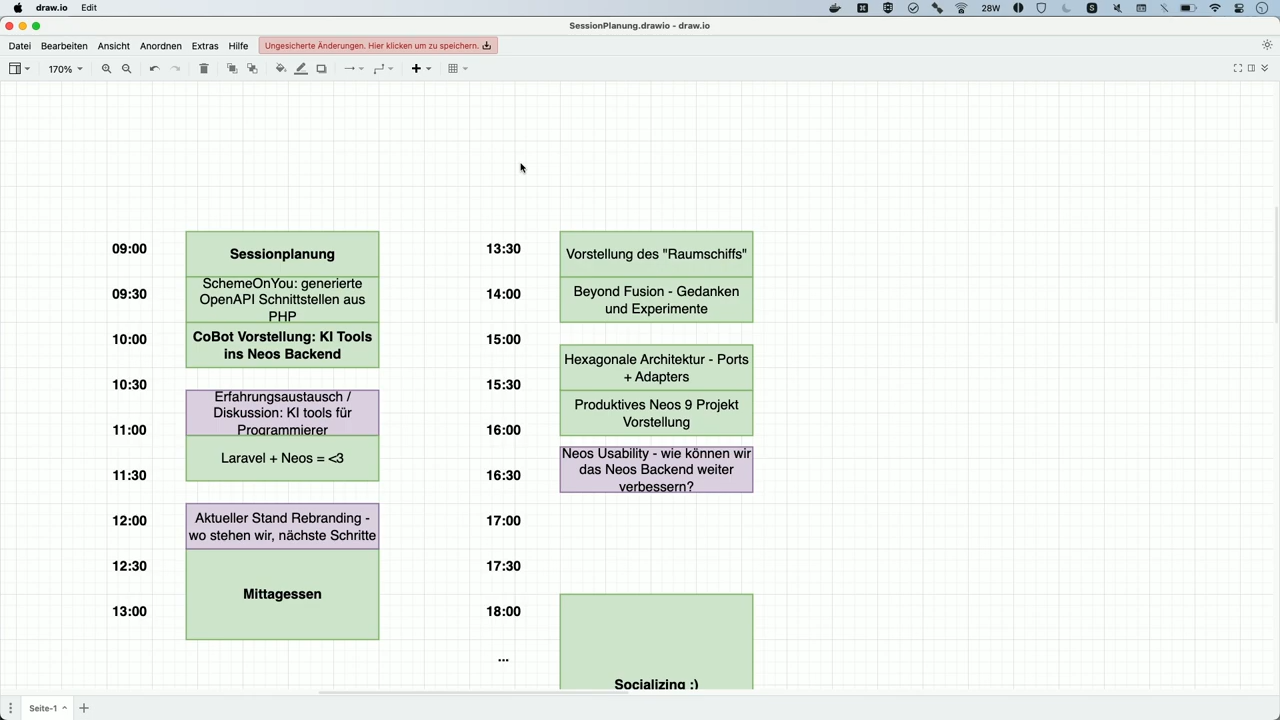 draw.io Edit
28W
SessionPlanung.drawio - draw.io
Datei Bearbeiten Ansicht Anordnen Extras Hilfe Ungesicherte Änderungen. Hier klicken um zu speichern.
170%
09:00
Sessionplanung
09:30
SchemeOnYou: generierte
OpenAPI Schnittstellen aus
PHP
10:00
CoBot Vorstellung: KI Tools
ins Neos Backend
10:30
Erfahrungsaustausch /
Diskussion: KI tools für
Programmierer
11:00
Laravel + Neos = <3
11:30
12:00
Aktueller Stand Rebranding -
wo stehen wir, nächste Schritte
12:30
Mittagessen
13:00
13:30
Vorstellung des "Raumschiffs"
14:00
Beyond Fusion - Gedanken
und Experimente
15:00
Hexagonale Architektur - Ports
+ Adapters
15:30
Produktives Neos 9 Projekt
Vorstellung
16:00
Neos Usability - wie können wir
das Neos Backend weiter
verbessern?
16:30
17:00
17:30
18:00
...
Socializing :)
Seite-1